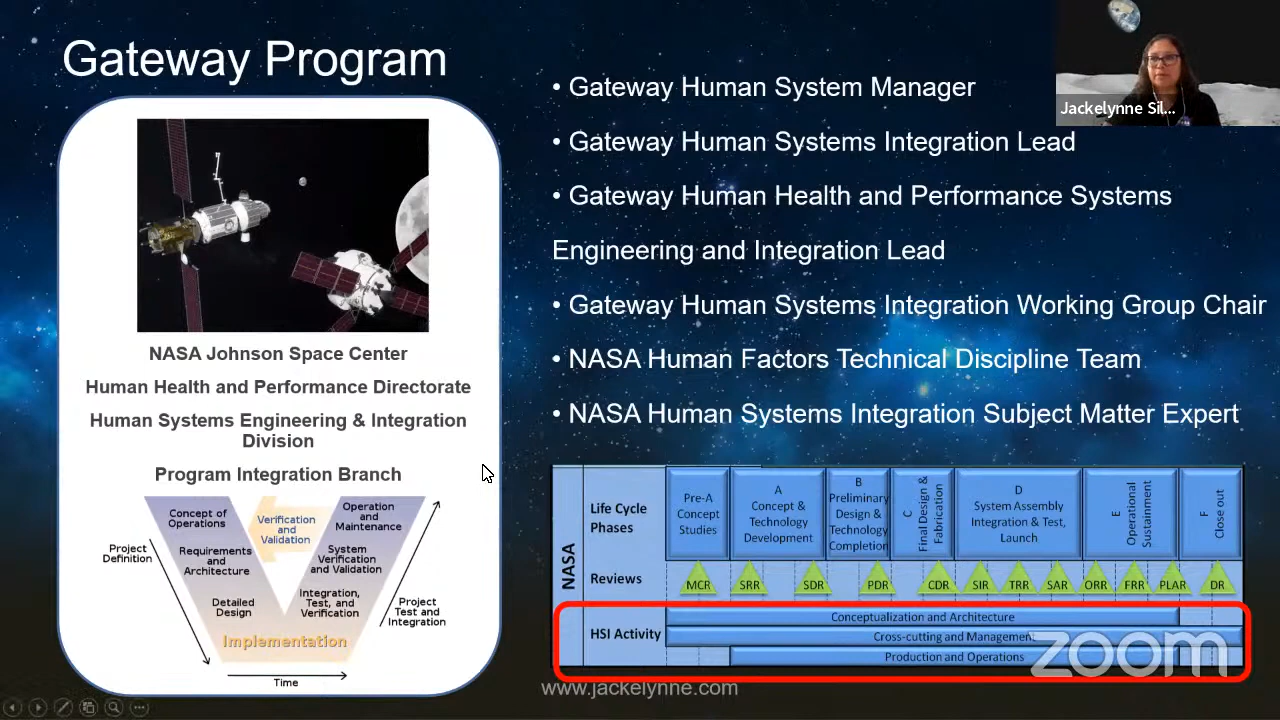 Gateway Program
NASA Johnson Space Center
Human Health and Performance Directorate
Human Systems Engineering & Integration
Division
Program Integration Branch
Concept of
Operations
Verification
and
Validation
Operation
and
Maintenance
Project
Definition
Requirements
and
Architecture
System
Verification
and Validation
Detailed
Design
Integration,
Test, and
Verification
Project
Test and
Integration
Implementation
Time
• Gateway Human System Manager
• Gateway Human Systems Integration Lead
• Gateway Human Health and Performance Systems
Engineering and Integration Lead
• Gateway Human Systems Integration Working Group Chair
• NASA Human Factors Technical Discipline Team
• NASA Human Systems Integration Subject Matter Expert
Jackelynne Sil...
NASA
Life Cycle
Phases
Pre-A
Concept
Studies
A
Concept &
Technology
Development
B
Preliminary
Design &
Technology
Completion
C
Final Design &
Fabrication
D
System Assembly
Integration & Test,
Launch
E
Operational
Sustainment
F
Close out
Reviews
MCR
SRR
SDR
PDR
CDR
SIR
TRR
SAR
ORR
FRR
PLAR
DR
HSI Activity
Conceptualization and Architecture
Cross-cutting and Management
Production and Operations
zoom
www.jackelynne.com